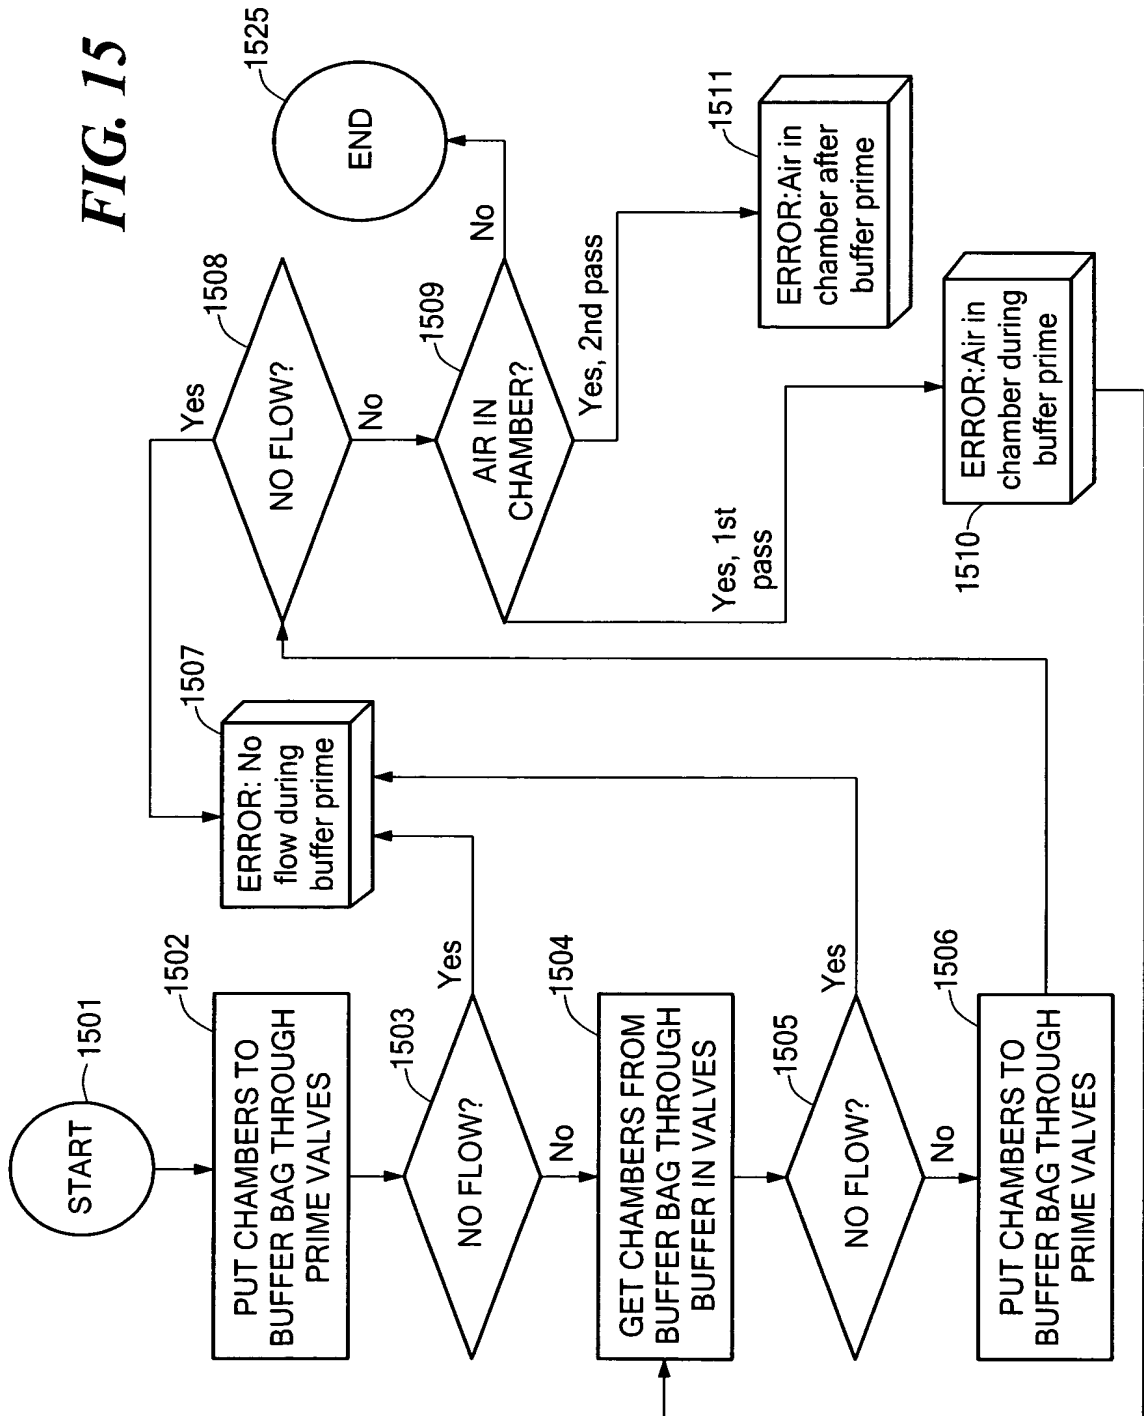 FIG. 15
START
1501
PUT CHAMBERS TO
BUFFER BAG THROUGH
PRIME VALVES
1502
NO FLOW?
1503
Yes
No
GET CHAMBERS FROM
BUFFER BAG THROUGH
BUFFER IN VALVES
1504
NO FLOW?
1505
Yes
No
PUT CHAMBERS TO
BUFFER BAG THROUGH
PRIME VALVES
1506
ERROR: No
flow during
buffer prime
1507
NO FLOW?
1508
Yes
No
AIR IN
CHAMBER?
1509
No
Yes, 1st
pass
Yes, 2nd pass
END
1525
ERROR:Air in
chamber during
buffer prime
1510
ERROR:Air in
chamber after
buffer prime
1511